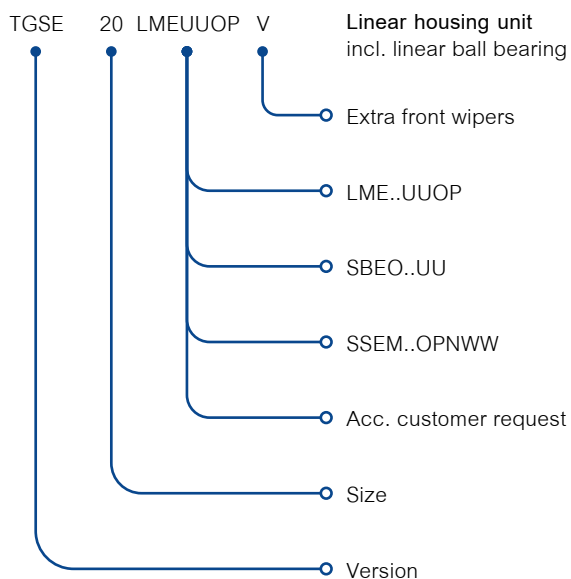 TGSE 20 LMEUUOP V
Linear housing unit
incl. linear ball bearing
Extra front wipers
LME..UUOP
SBEO..UU
SSEM..OPNWW
Acc. customer request
Size
Version